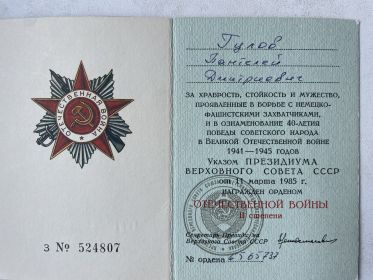 ОТЕЧЕСТВЕННАЯ ВОЙНА
З № 524807
Гулов
Пантелей
Дмитриевич
ЗА ХРАБРОСТЬ, СТОЙКОСТЬ И МУЖЕСТВО,
ПРОЯВЛЕННЫЕ В БОРЬБЕ С НЕМЕЦКО-
ФАШИСТСКИМИ ЗАХВАТЧИКАМИ,
И В ОЗНАМЕНОВАНИЕ 40-ЛЕТИЯ
ПОБЕДЫ СОВЕТСКОГО НАРОДА
В ВЕЛИКОЙ ОТЕЧЕСТВЕННОЙ ВОЙНЕ
1941—1945 ГОДОВ
УКАЗОМ ПРЕЗИДИУМА
ВЕРХОВНОГО СОВЕТА СССР
от 11 марта 1985 г.
НАГРАЖДЕН ОРДЕНОМ
ОТЕЧЕСТВЕННОЙ ВОЙНЫ
II степени
Секретарь Президиума
Верховного Совета СССР
№ ордена